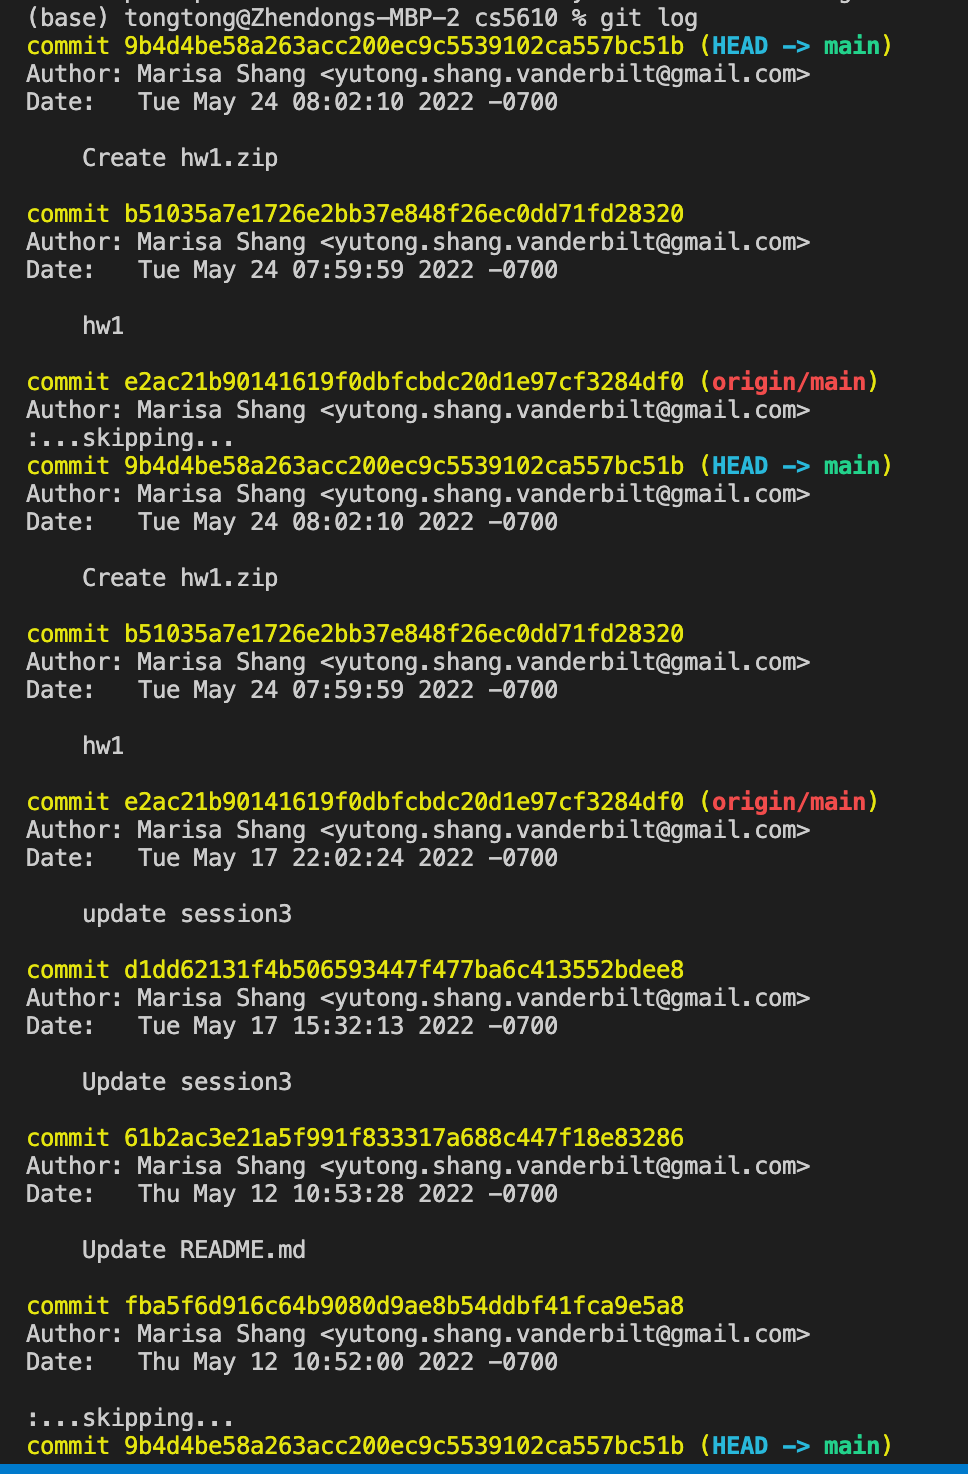 (base) tongtong@Zhendongs-MBP-2 cs5610 % git log
commit 9b4d4be58a263acc200ec9c5539102ca557bc51b (HEAD -> main)
Author: Marisa Shang <yutong.shang.vanderbilt@gmail.com>
Date:   Tue May 24 08:02:10 2022 -0700
    Create hw1.zip
commit b51035a7e1726e2bb37e848f26ec0dd71fd28320
Author: Marisa Shang <yutong.shang.vanderbilt@gmail.com>
Date:   Tue May 24 07:59:59 2022 -0700
    hw1
commit e2ac21b90141619f0dbfcbdc20d1e97cf3284df0 (origin/main)
Author: Marisa Shang <yutong.shang.vanderbilt@gmail.com>
:...skipping...
commit 9b4d4be58a263acc200ec9c5539102ca557bc51b (HEAD -> main)
Author: Marisa Shang <yutong.shang.vanderbilt@gmail.com>
Date:   Tue May 24 08:02:10 2022 -0700
    Create hw1.zip
commit b51035a7e1726e2bb37e848f26ec0dd71fd28320
Author: Marisa Shang <yutong.shang.vanderbilt@gmail.com>
Date:   Tue May 24 07:59:59 2022 -0700
    hw1
commit e2ac21b90141619f0dbfcbdc20d1e97cf3284df0 (origin/main)
Author: Marisa Shang <yutong.shang.vanderbilt@gmail.com>
Date:   Tue May 17 22:02:24 2022 -0700
    update session3
commit d1dd62131f4b506593447f477ba6c413552bdee8
Author: Marisa Shang <yutong.shang.vanderbilt@gmail.com>
Date:   Tue May 17 15:32:13 2022 -0700
    Update session3
commit 61b2ac3e21a5f991f833317a688c447f18e83286
Author: Marisa Shang <yutong.shang.vanderbilt@gmail.com>
Date:   Thu May 12 10:53:28 2022 -0700
    Update README.md
commit fba5f6d916c64b9080d9ae8b54ddbf41fca9e5a8
Author: Marisa Shang <yutong.shang.vanderbilt@gmail.com>
Date:   Thu May 12 10:52:00 2022 -0700
:...skipping...
commit 9b4d4be58a263acc200ec9c5539102ca557bc51b (HEAD -> main)